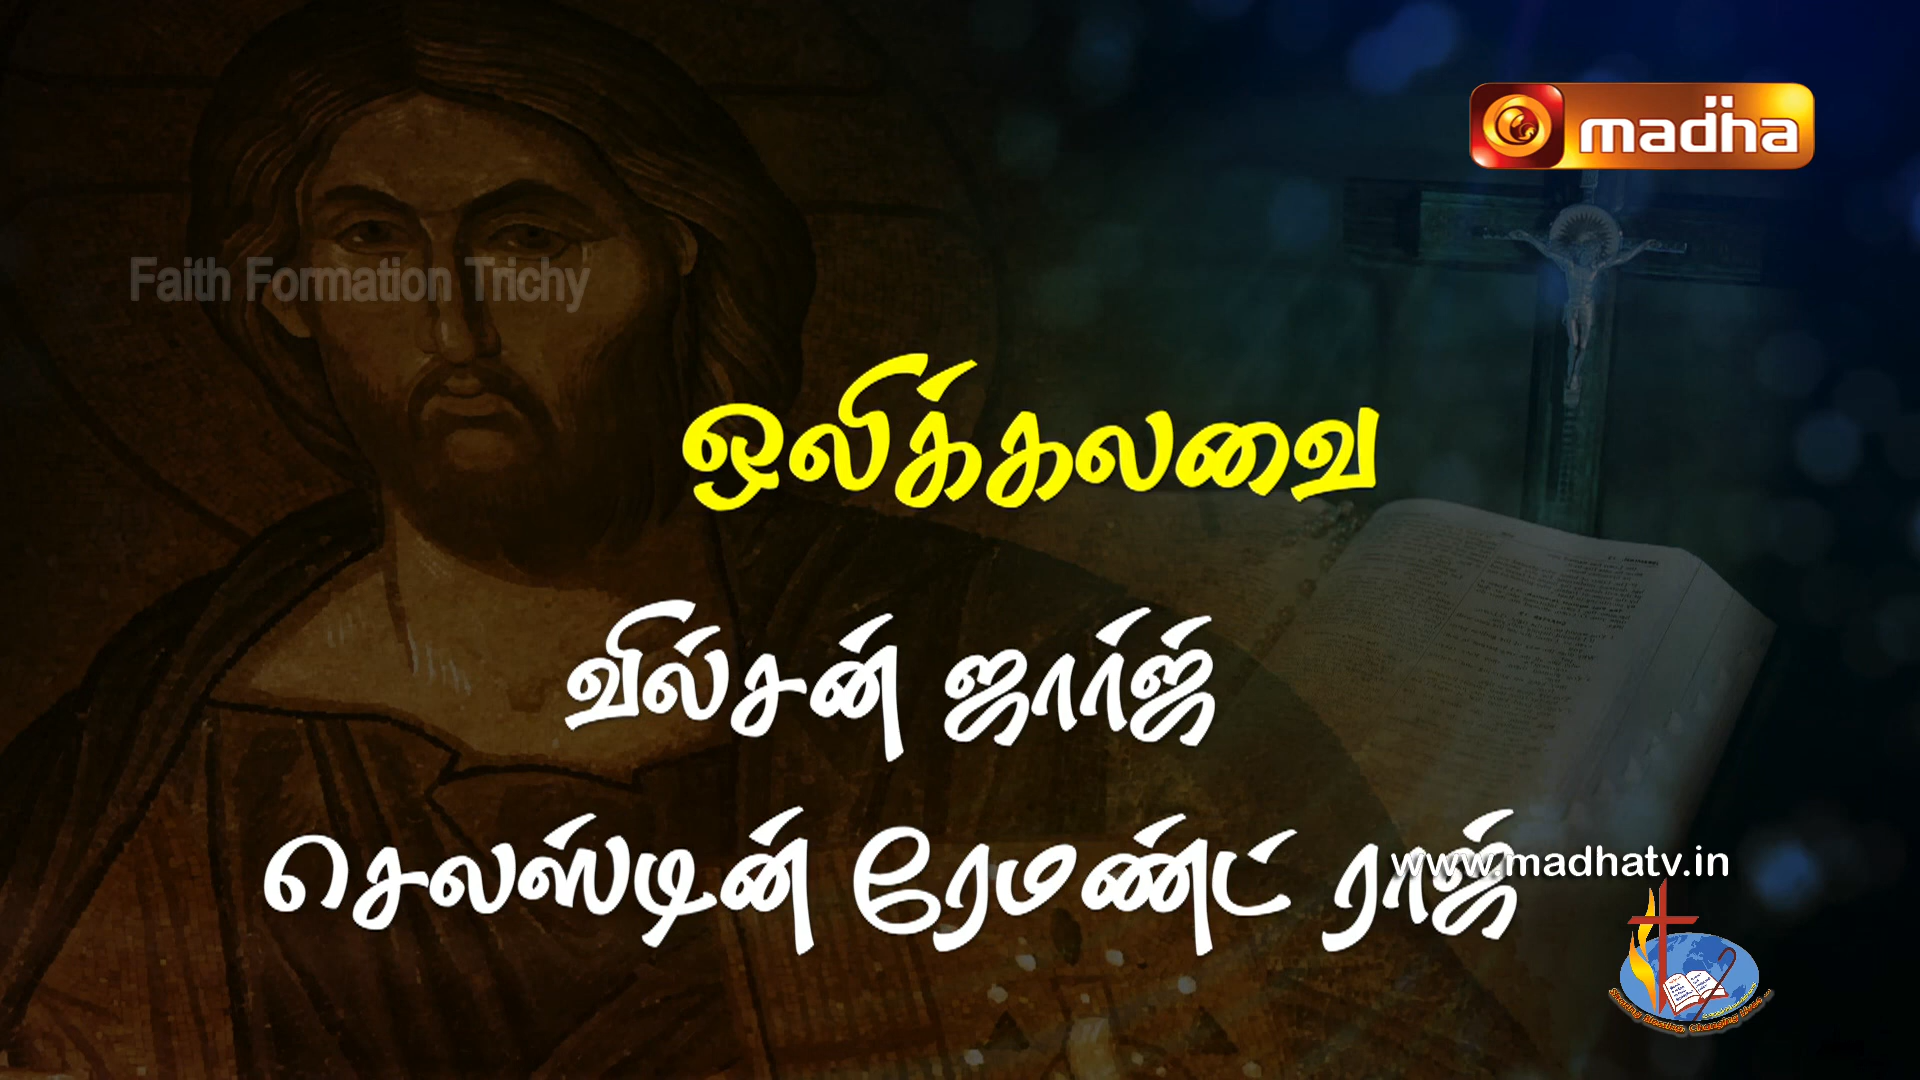 madha
Faith Formation Trichy
ஒலிக்கலவை
வில்சன் ஜார்ஜ்
செலஸ்டின் ரேமண்ட் ராஜ்
www.madhatv.in